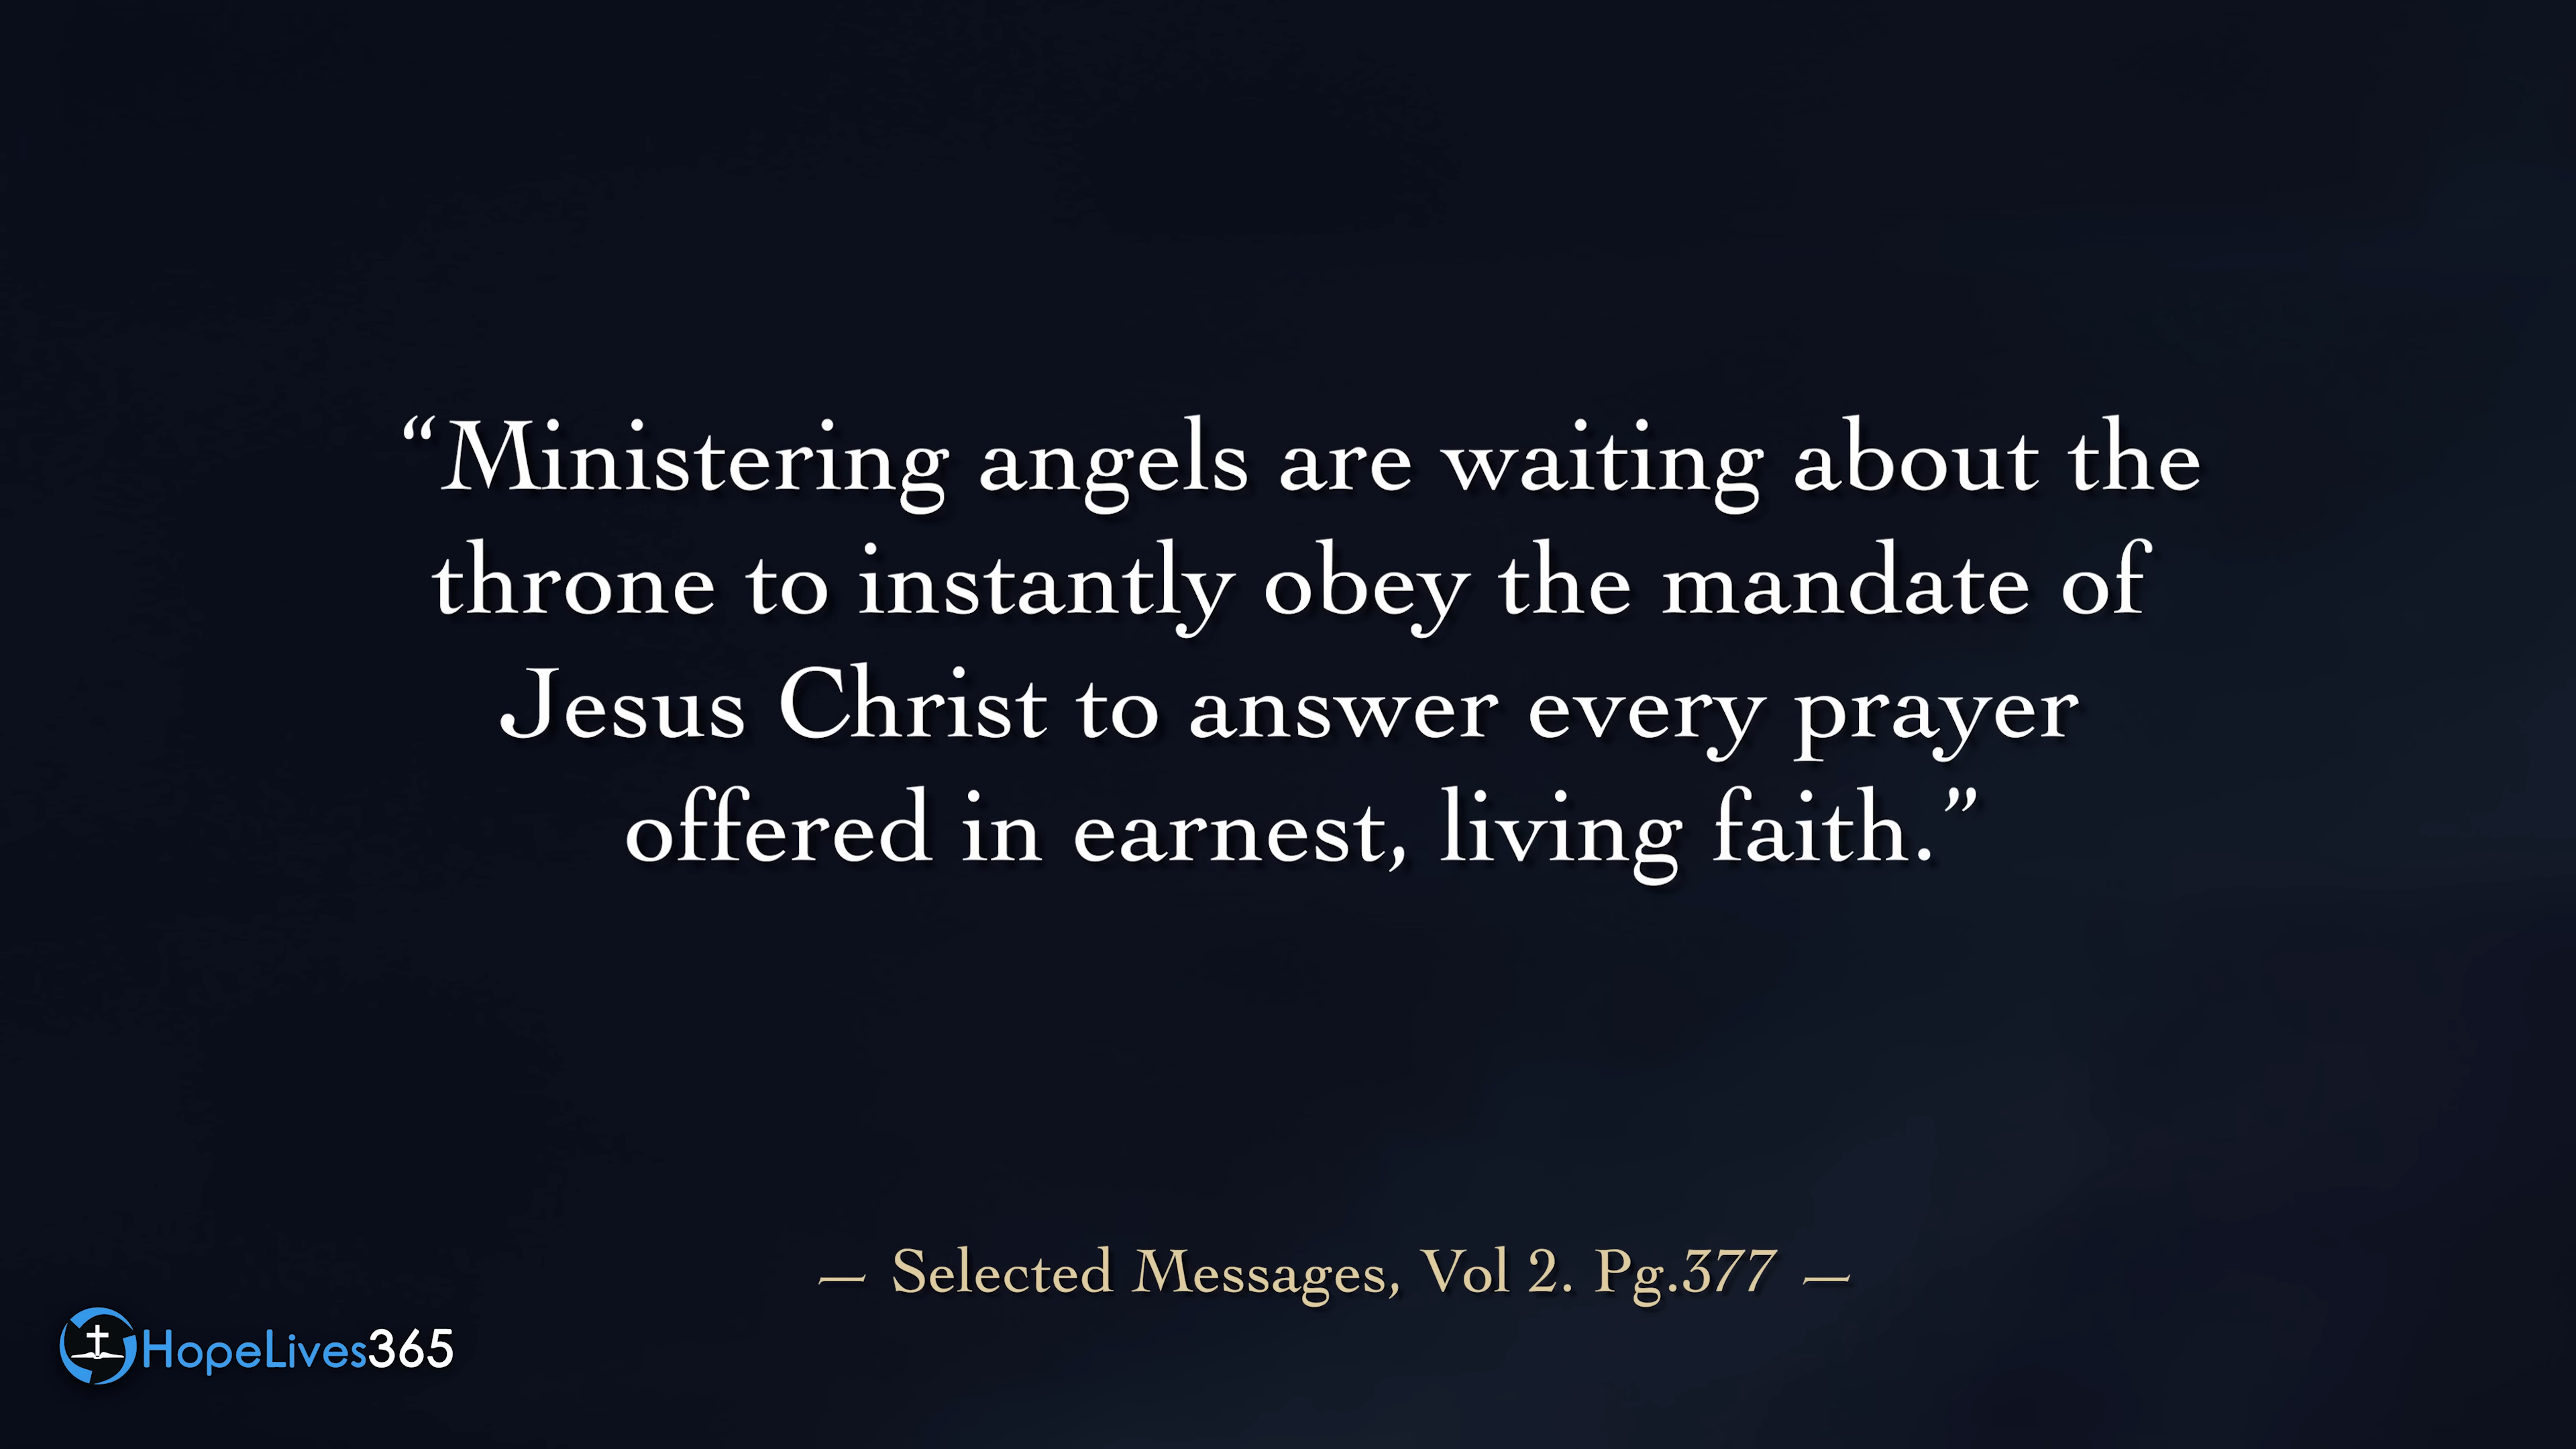 “Ministering angels are waiting about the
throne to instantly obey the mandate of
Jesus Christ to answer every prayer
offered in earnest, living faith.”
— Selected Messages, Vol 2. Pg.377 —
HopeLives365